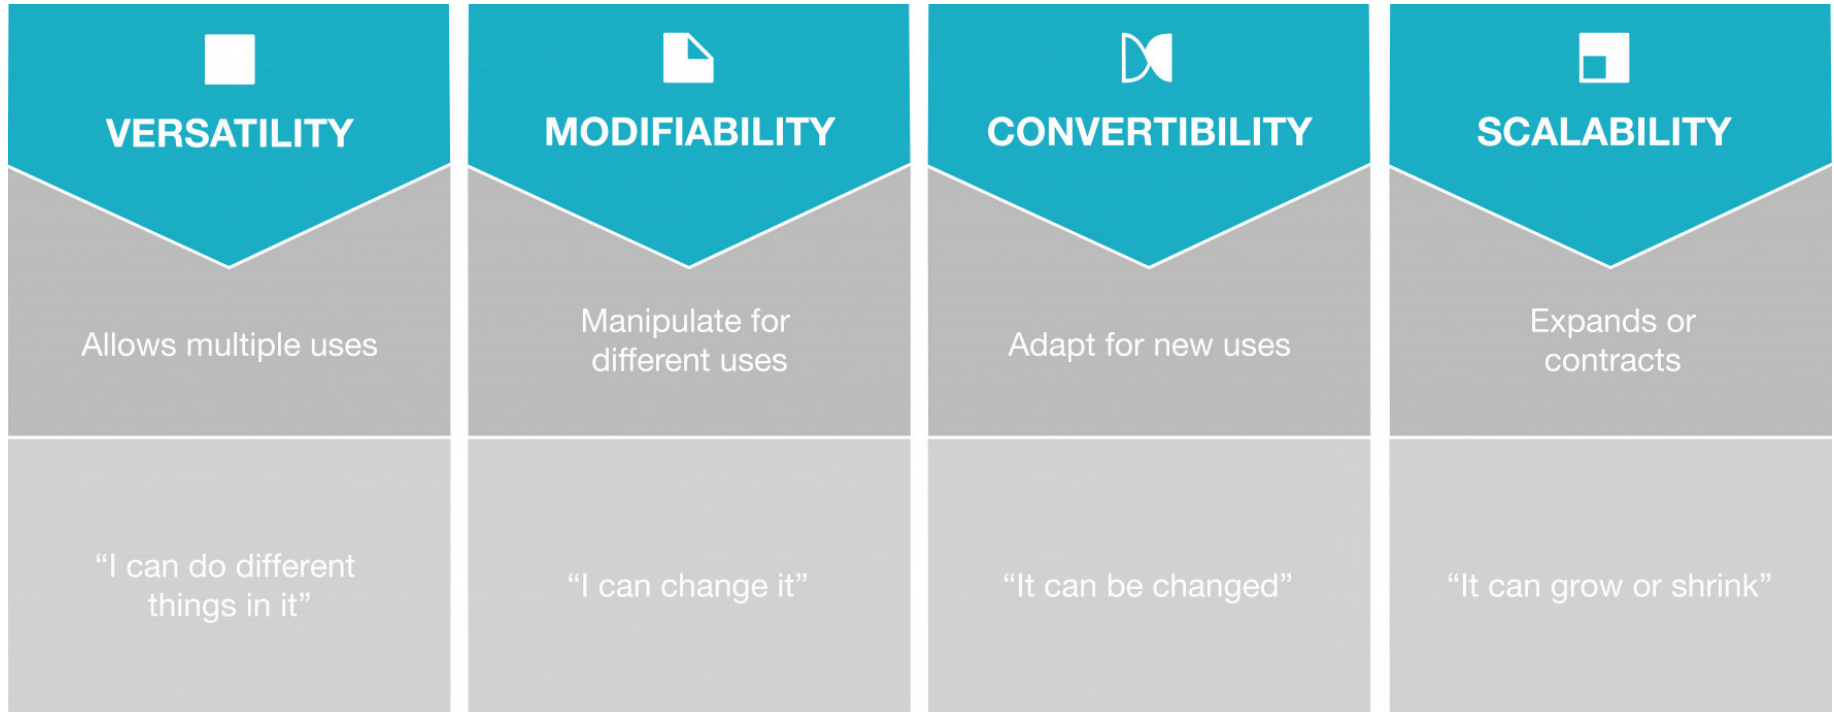 VERSATILITY
Allows multiple uses
“I can do different
things in it”
MODIFIABILITY
Manipulate for
different uses
“I can change it”
CONVERTIBILITY
Adapt for new uses
“It can be changed”
SCALABILITY
Expands or
contracts
“It can grow or shrink”